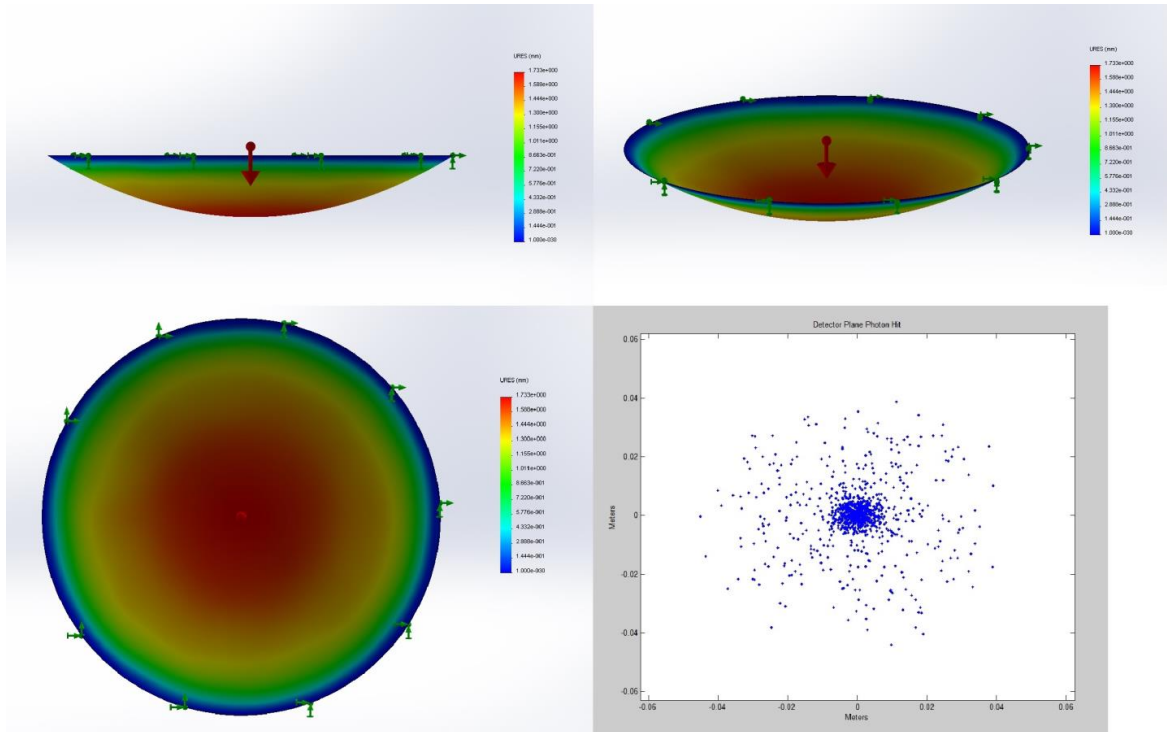 URES (mm)
1.733e+000
1.588e+000
1.444e+000
1.300e+000
1.155e+000
1.011e+000
8.663e-001
7.220e-001
5.776e-001
4.332e-001
2.888e-001
1.444e-001
1.000e-030
URES (mm)
1.733e+000
1.588e+000
1.444e+000
1.300e+000
1.155e+000
1.011e+000
8.663e-001
7.220e-001
5.776e-001
4.332e-001
2.888e-001
1.444e-001
1.000e-030
URES (mm)
1.733e+000
1.588e+000
1.444e+000
1.300e+000
1.155e+000
1.011e+000
8.663e-001
7.220e-001
5.776e-001
4.332e-001
2.888e-001
1.444e-001
1.000e-030
Detector Plane Photon Hit
0.06
0.04
0.02
0
-0.02
-0.04
-0.06
Meters
-0.06 -0.04 -0.02 0 0.02 0.04 0.06
Meters